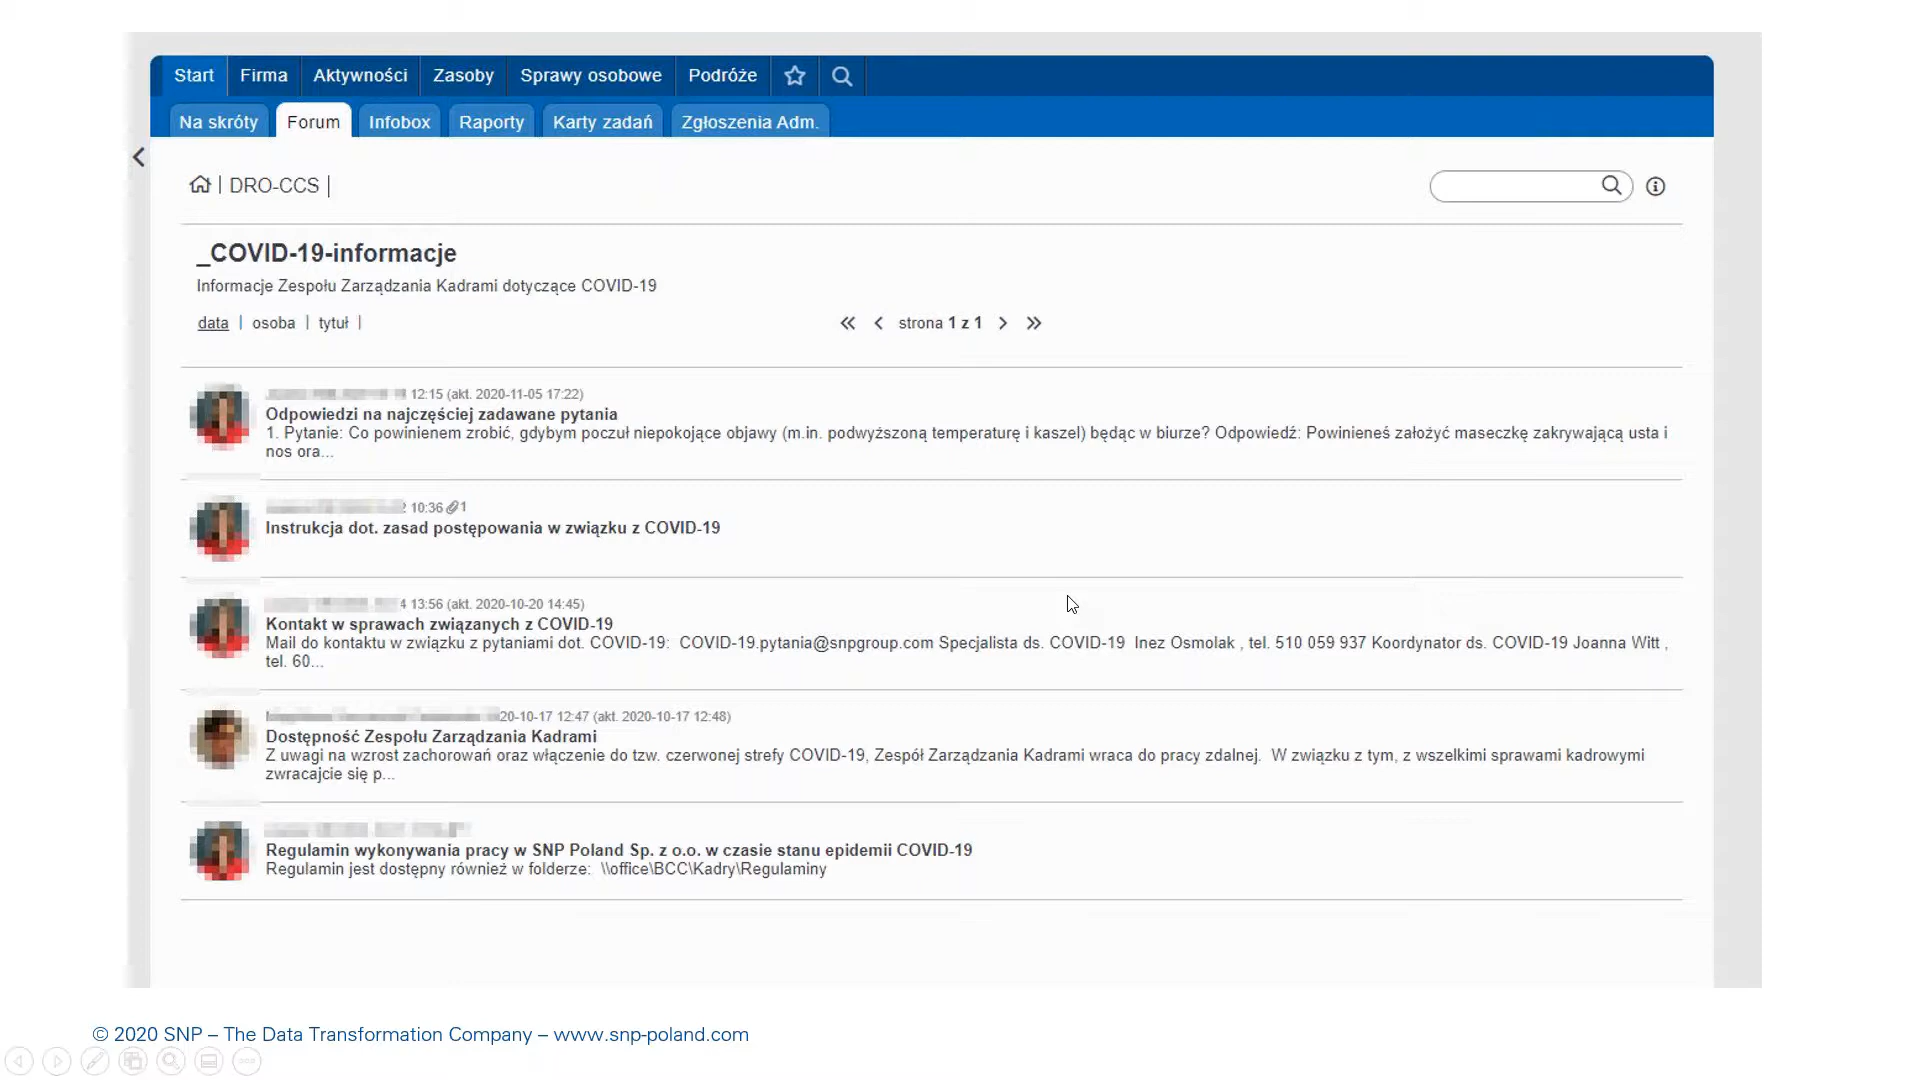 Start Firma Aktywności Zasoby Sprawy osobowe Podróże
Na skróty Forum Infobox Raporty Karty zadań Zgłoszenia Adm.
| DRO-CCS |
_COVID-19-informacje
Informacje Zespołu Zarządzania Kadrami dotyczące COVID-19
data | osoba | tytuł |
strona 1 z 1
12:15 (akt. 2020-11-05 17:22)
Odpowiedzi na najczęściej zadawane pytania
1. Pytanie: Co powinienem zrobić, gdybym poczuł niepokojące objawy (m.in. podwyższoną temperaturę i kaszel) będąc w biurze? Odpowiedź: Powinieneś założyć maseczkę zakrywającą usta i
nos ora...
10:36 1
Instrukcja dot. zasad postępowania w związku z COVID-19
4 13:56 (akt. 2020-10-20 14:45)
Kontakt w sprawach związanych z COVID-19
Mail do kontaktu w związku z pytaniami dot. COVID-19: COVID-19.pytania@snpgroup.com Specjalista ds. COVID-19 Inez Osmolak , tel. 510 059 937 Koordynator ds. COVID-19 Joanna Witt ,
tel. 60...
20-10-17 12:47 (akt. 2020-10-17 12:48)
Dostępność Zespołu Zarządzania Kadrami
Z uwagi na wzrost zachorowań oraz włączenie do tzw. czerwonej strefy COVID-19, Zespół Zarządzania Kadrami wraca do pracy zdalnej. W związku z tym, z wszelkimi sprawami kadrowymi
zwracajcie się p...
Regulamin wykonywania pracy w SNP Poland Sp. z o.o. w czasie stanu epidemii COVID-19
Regulamin jest dostępny również w folderze: \\office\BCC\Kadry\Regulaminy
© 2020 SNP – The Data Transformation Company – www.snp-poland.com